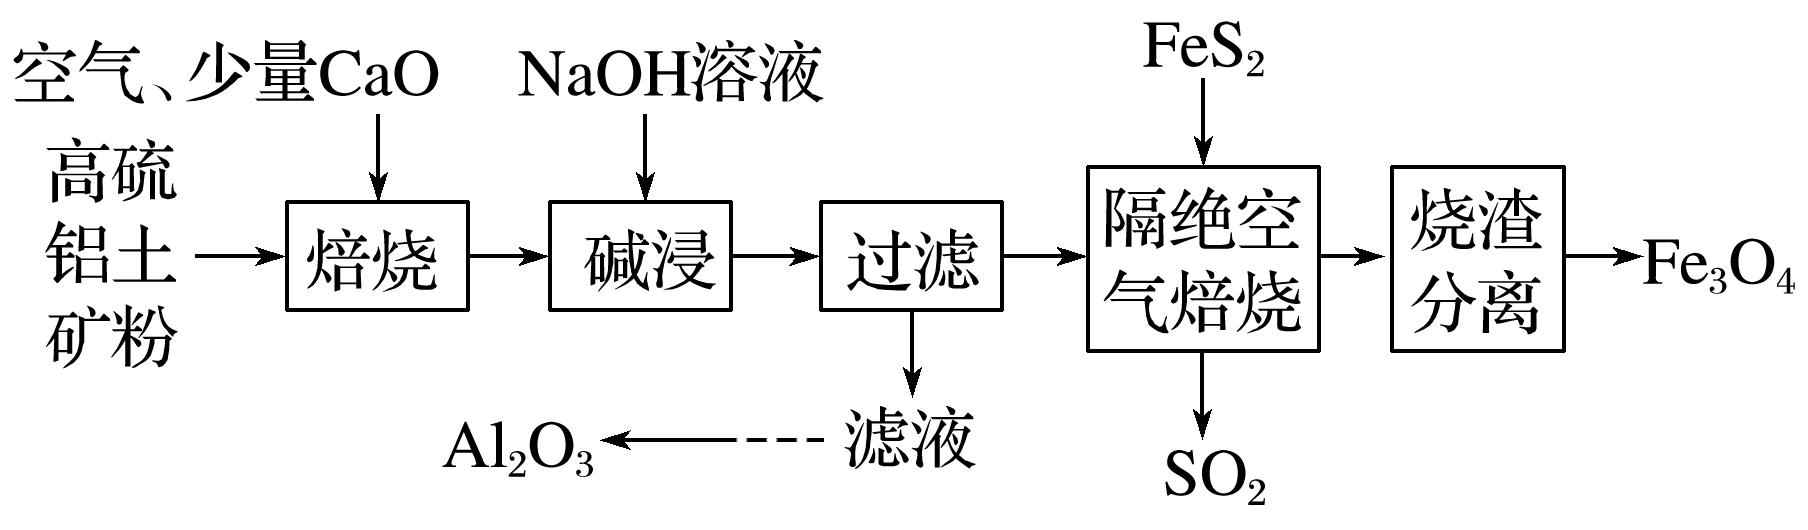 空气、少量CaO
NaOH溶液
FeS₂
高硫
铝土
矿粉
焙烧
碱浸
过滤
隔绝空
气焙烧
烧渣
分离
Fe₃O₄
Al₂O₃
滤液
SO₂